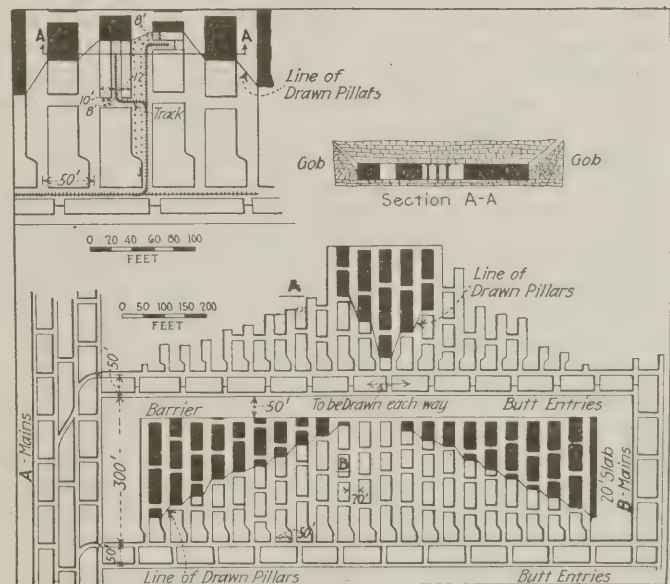 A
8'
A
12'
10'
8'
Track
50'
Line of
Drawn Pillars
Gob
Gob
Section A-A
0 20 40 60 80 100
FEET
0 50 100 150 200
FEET
A
Line of
Drawn Pillars
50'
A
Barrier
50'
To be Drawn each way
Butt Entries
A-Mains
300'
B
20'
20' Slab
B-Mains
50'
50'
Line of Drawn Pillars
Butt Entries